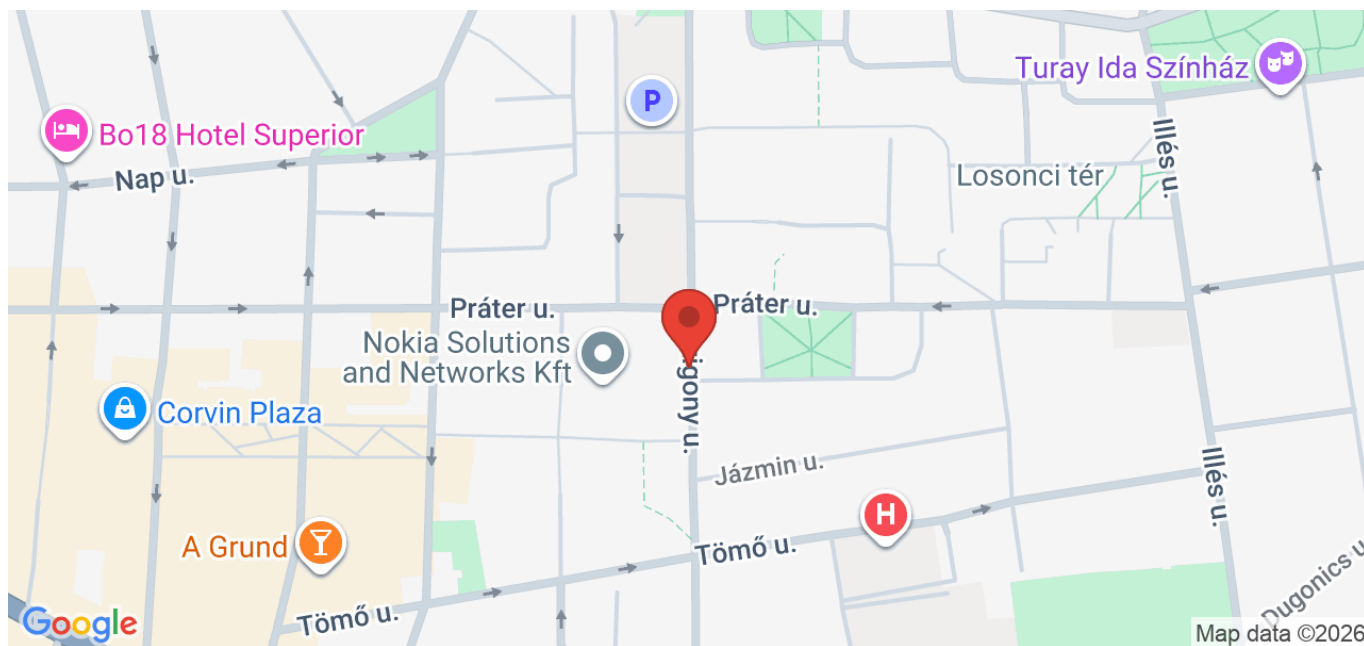 Turay Ida Színház
P
Bo18 Hotel Superior
Illés u.
Nap u.
Losonci tér
Práter u.
Práter u.
Nokia Solutions
and Networks Kft
Corvin Plaza
Jázmin u.
Illés u.
H
A Grund
Tömő u.
Tömő u.
Dugonics u
Google
Map data ©2026